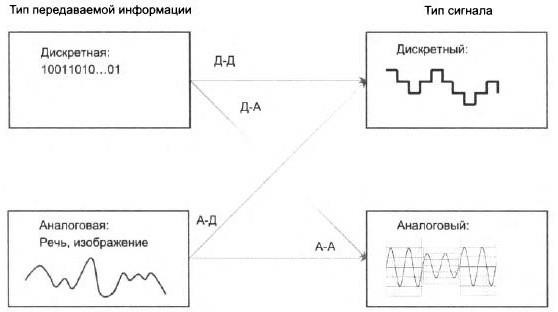 Тип передаваемой информации
Тип сигнала
Дискретная:
10011010...01
Д-Д
Д-А
Дискретный:
Аналоговая:
Речь, изображение
А-Д
А-А
Аналоговый: